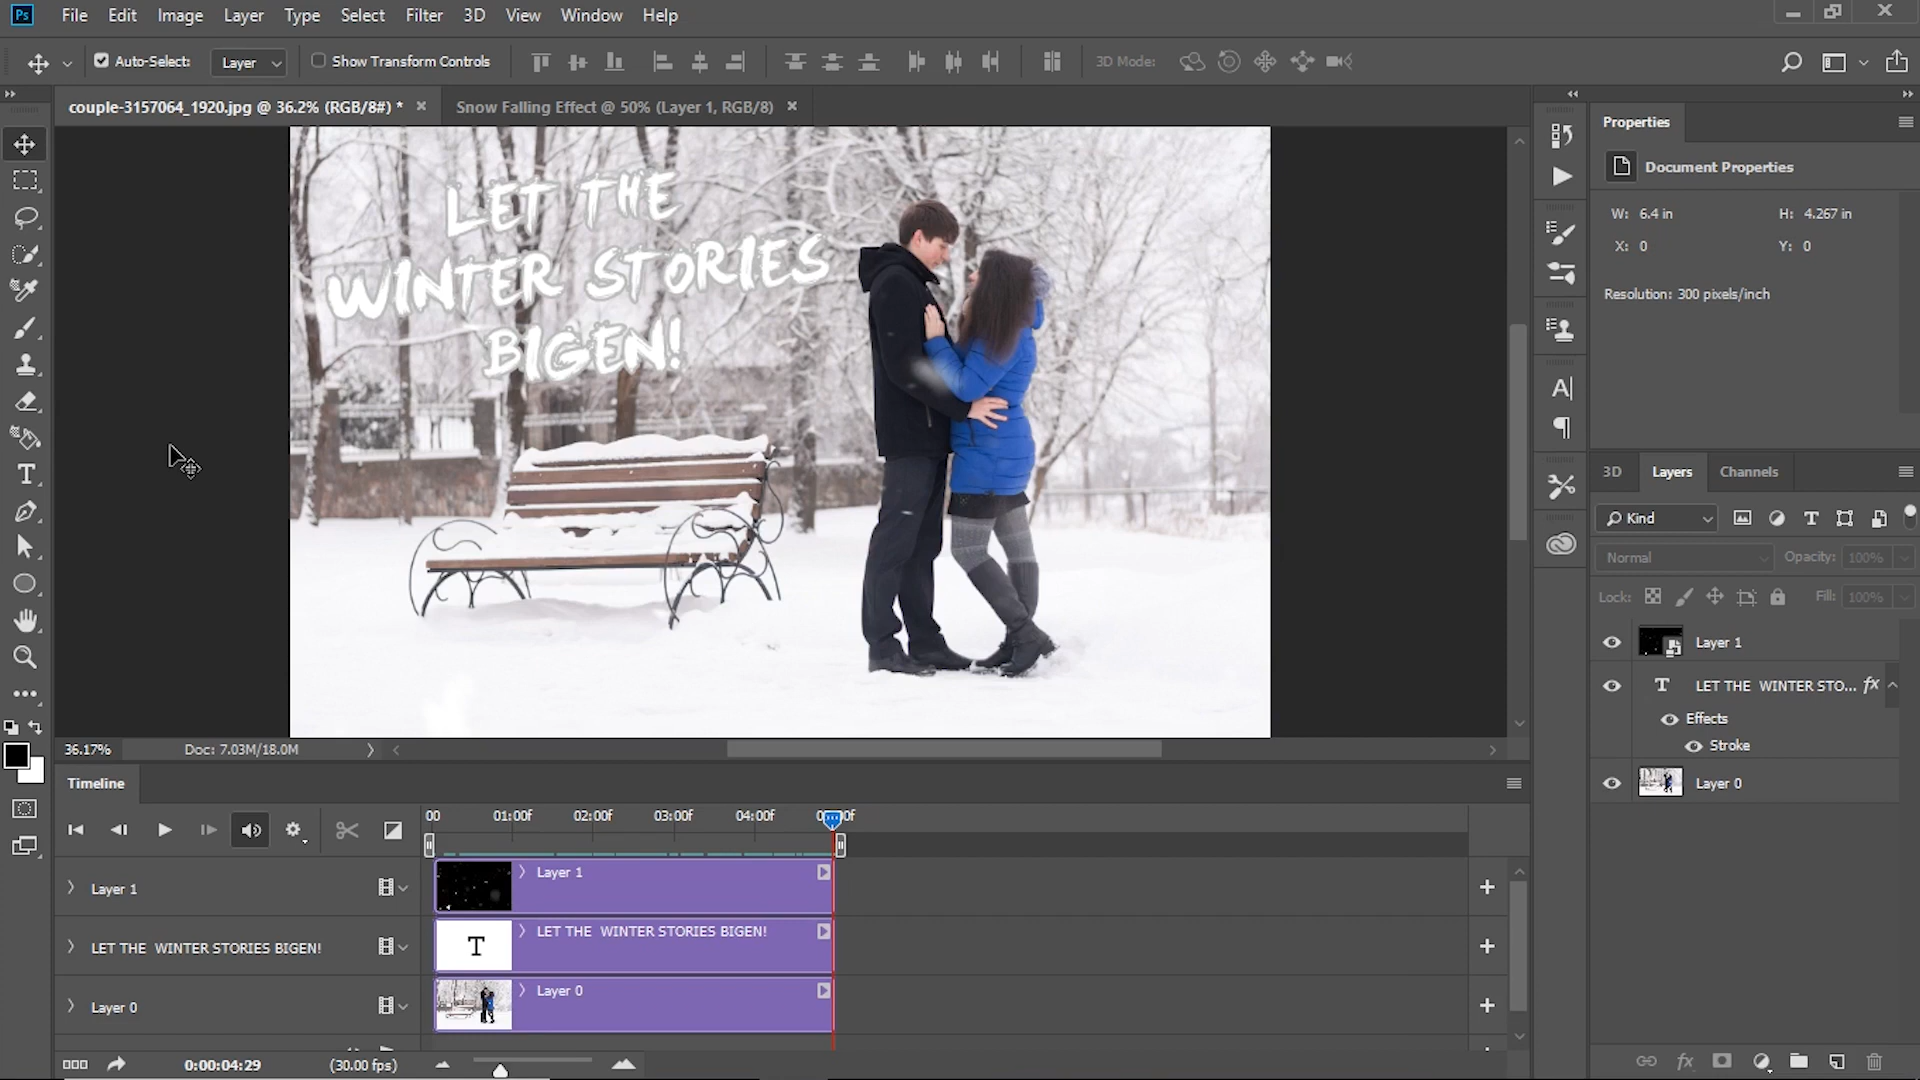 Ps File Edit Image Layer Type Select Filter 3D View Window Help
Auto-Select: Layer Show Transform Controls 3D Mode:
couple-3157064_1920.jpg @ 36.2% (RGB/8#) * × Snow Falling Effect @ 50% (Layer 1, RGB/8) ×
LET THE
WINTER STORIES
BIGEN!
Properties
Document Properties
W: 6.4 in H: 4.267 in
X: 0 Y: 0
Resolution: 300 pixels/inch
3D Layers Channels
Kind
Normal Opacity: 100%
Lock: Fill: 100%
Layer 1
T LET THE WINTER STO... fx
Effects
Stroke
Layer 0
36.17% Doc: 7.03M/18.0M
Timeline
00 01:00f 02:00f 03:00f 04:00f
Layer 1 Layer 1
LET THE WINTER STORIES BIGEN! T LET THE WINTER STORIES BIGEN!
Layer 0 Layer 0
0:00:04:29 (30.00 fps)
fx